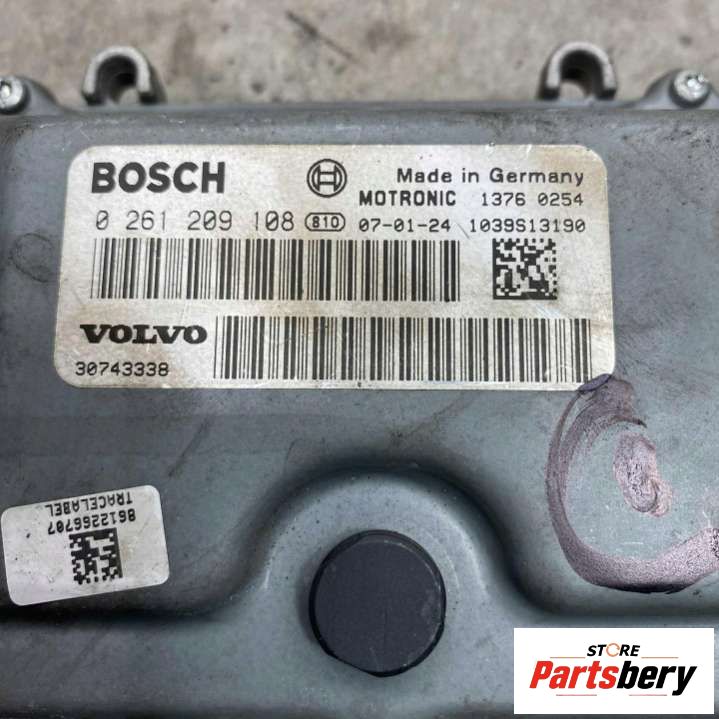 BOSCH
Made in Germany
MOTRONIC 1376 0254
0 261 209 108 810 07-01-24 1039S13190
VOLVO
30743338
8612266707
TRACELABEL
STORE
Partsbery